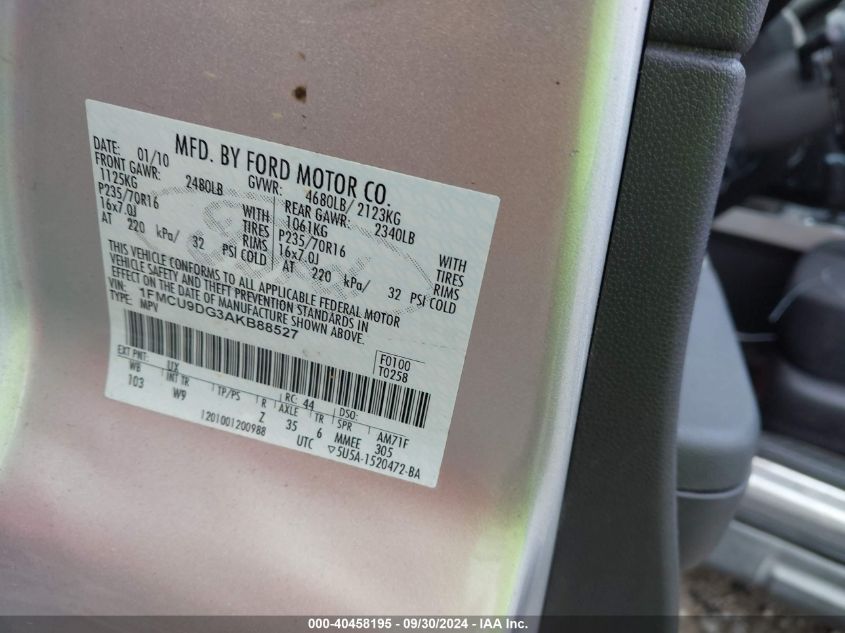 MFD. BY FORD MOTOR CO.
DATE: 01/10 GVWR: 4680LB/ 2123KG
FRONT GAWR: 2480LB REAR GAWR: 2340LB
1125KG WITH 1061KG WITH
P235/70R16 TIRES P235/70R16 TIRES
16x7.0J RIMS 16x7.0J RIMS
AT 220 kPa/ 32 PSI COLD AT 220 kPa/ 32 PSI COLD
THIS VEHICLE CONFORMS TO ALL APPLICABLE FEDERAL MOTOR
VEHICLE SAFETY AND THEFT PREVENTION STANDARDS IN
EFFECT ON THE DATE OF MANUFACTURE SHOWN ABOVE.
VIN: 1FMCU9DG3AKB88527
TYPE: MPV
F0100
T0258
EXT PNT: UX RC: 44 DSO:
WB INT TR TP/PS R AXLE TR SPR AM71F
103 W9 Z 35 6 MMEE 305
1201001200988 UTC ▽5U5A-1520472-BA
000-40458195 - 09/30/2024 - IAA Inc.